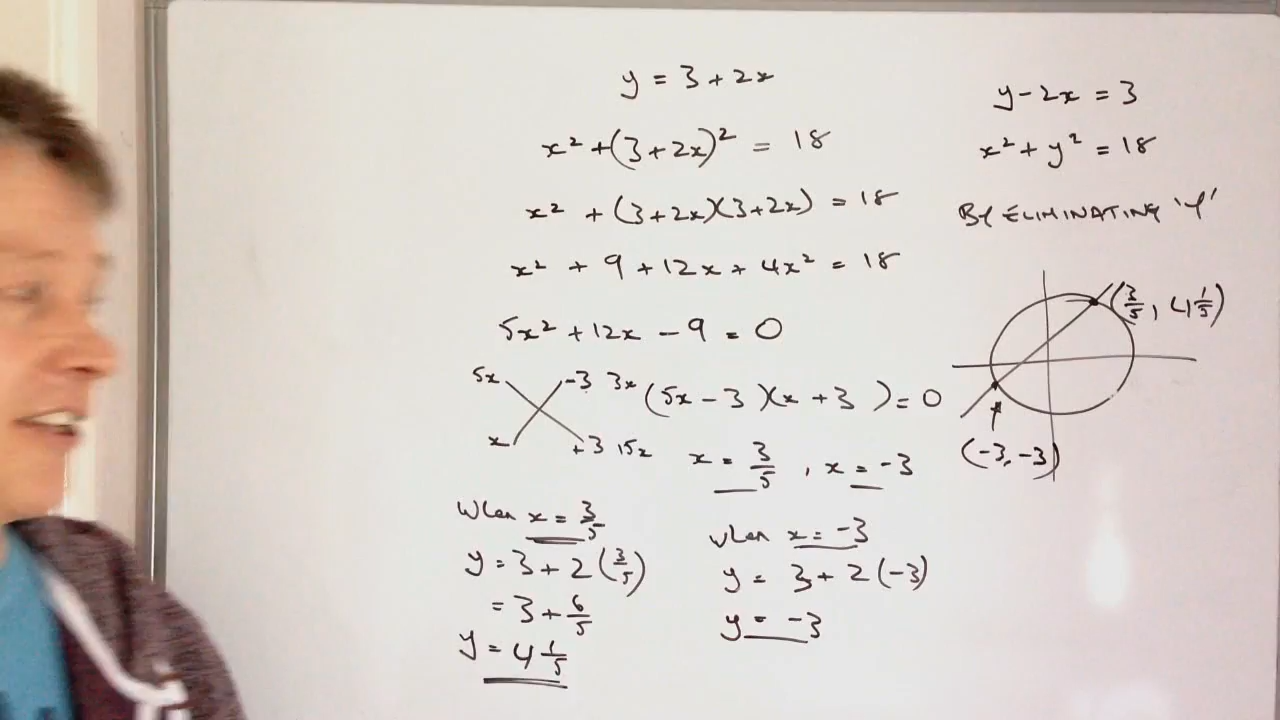 y = 3 + 2x
x² + (3 + 2x)² = 18
x² + (3 + 2x)(3 + 2x) = 18
x² + 9 + 12x + 4x² = 18
5x² + 12x - 9 = 0
5x -3 3x (5x - 3)(x + 3) = 0
x +3 15x
x = 3/5, x = -3
When x = 3/5
y = 3 + 2(3/5)
= 3 + 6/5
y = 4 1/5
when x = -3
y = 3 + 2(-3)
y = -3
y - 2x = 3
x² + y² = 18
BY ELIMINATING 'Y'
(3/5, 4 1/5)
(-3, -3)